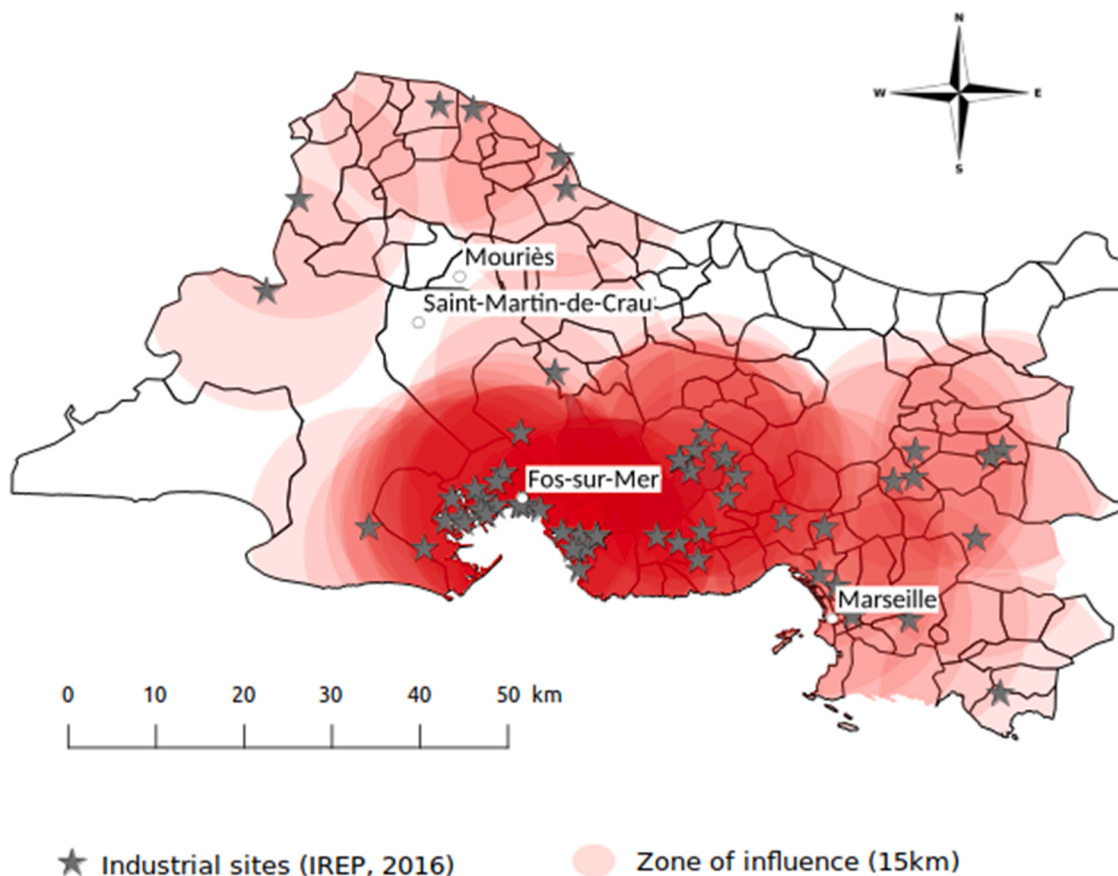 N
W E
S
Mouriès
Saint-Martin-de-Crau
Fos-sur-Mer
Marseille
0 10 20 30 40 50 km
Industrial sites (IREP, 2016) Zone of influence (15km)